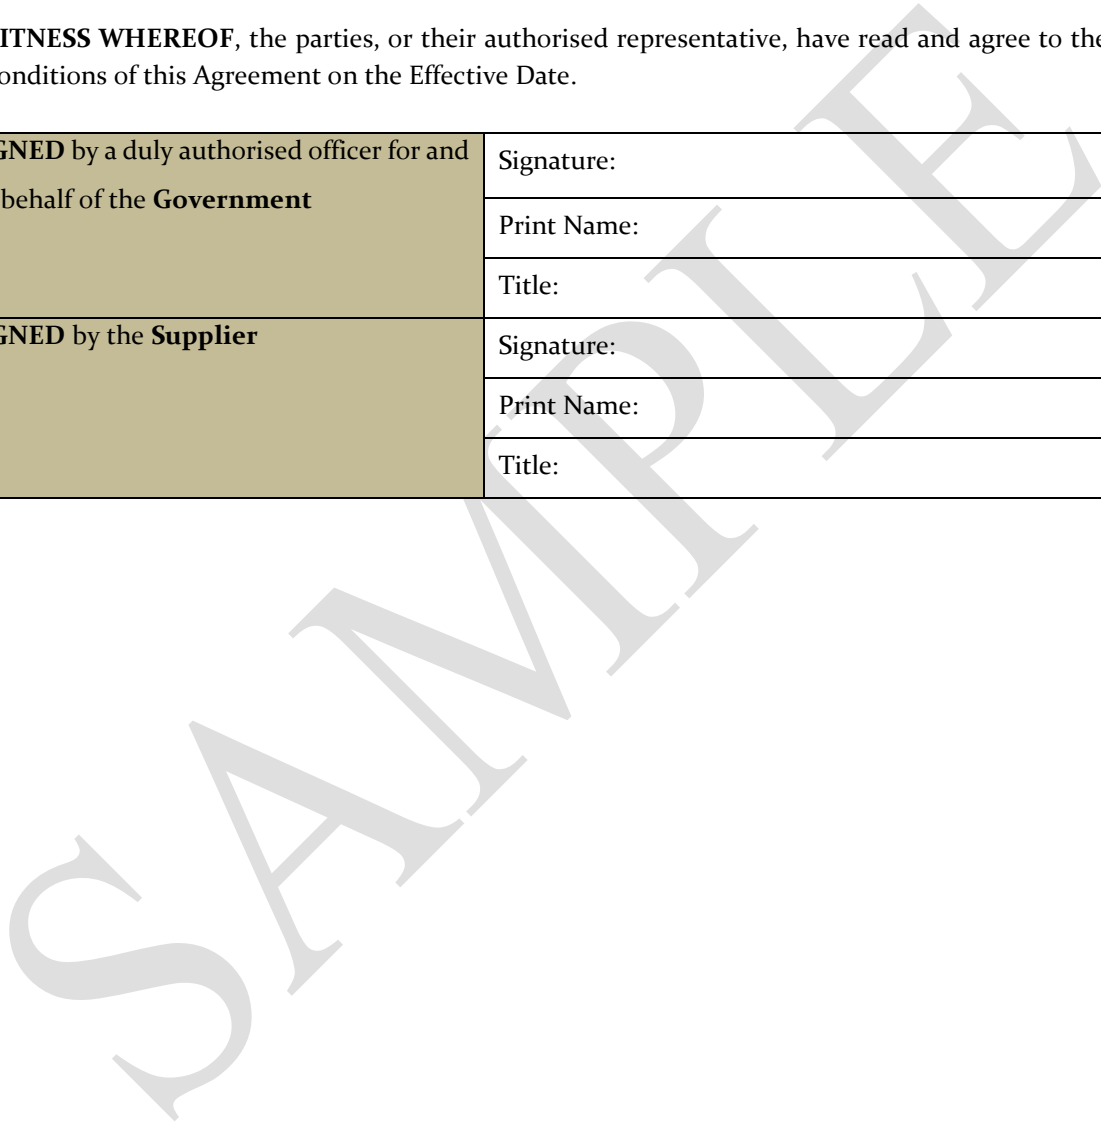 ITNESS WHEREOF, the parties, or their authorised representative, have read and agree to the
onditions of this Agreement on the Effective Date.
GNED by a duly authorised officer for and
behalf of the Government
Signature:
Print Name:
Title:
GNED by the Supplier
Signature:
Print Name:
Title:
SAMPLE